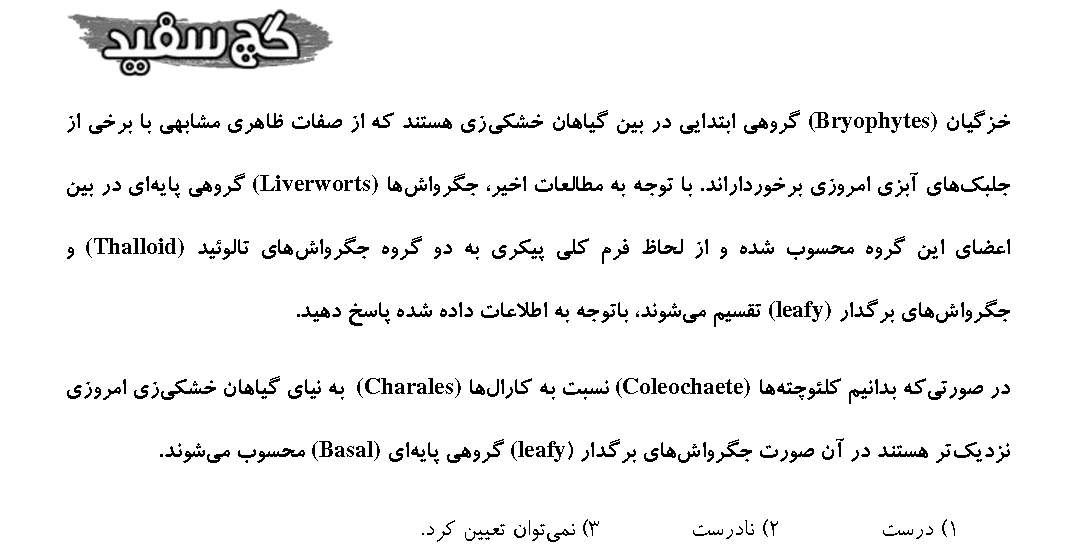 گچ سفید
خزگیان (Bryophytes) گروهی ابتدایی در بین گیاهان خشکی‌زی هستند که از صفات ظاهری مشابهی با برخی از
جلبک‌های آبزی امروزی برخورداراند. با توجه به مطالعات اخیر، جگرواش‌ها (Liverworts) گروهی پایه‌ای در بین
اعضای این گروه محسوب شده و از لحاظ فرم کلی پیکری به دو گروه جگرواش‌های تالوئید (Thalloid) و
جگرواش‌های برگدار (leafy) تقسیم می‌شوند، باتوجه به اطلاعات داده شده پاسخ دهید.
در صورتی‌که بدانیم کلئوچته‌ها (Coleochaete) نسبت به کارال‌ها (Charales) به نیای گیاهان خشکی‌زی امروزی
نزدیک‌تر هستند در آن صورت جگرواش‌های برگدار (leafy) گروهی پایه‌ای (Basal) محسوب می‌شوند.
۱) درست ۲) نادرست ۳) نمی‌توان تعیین کرد.